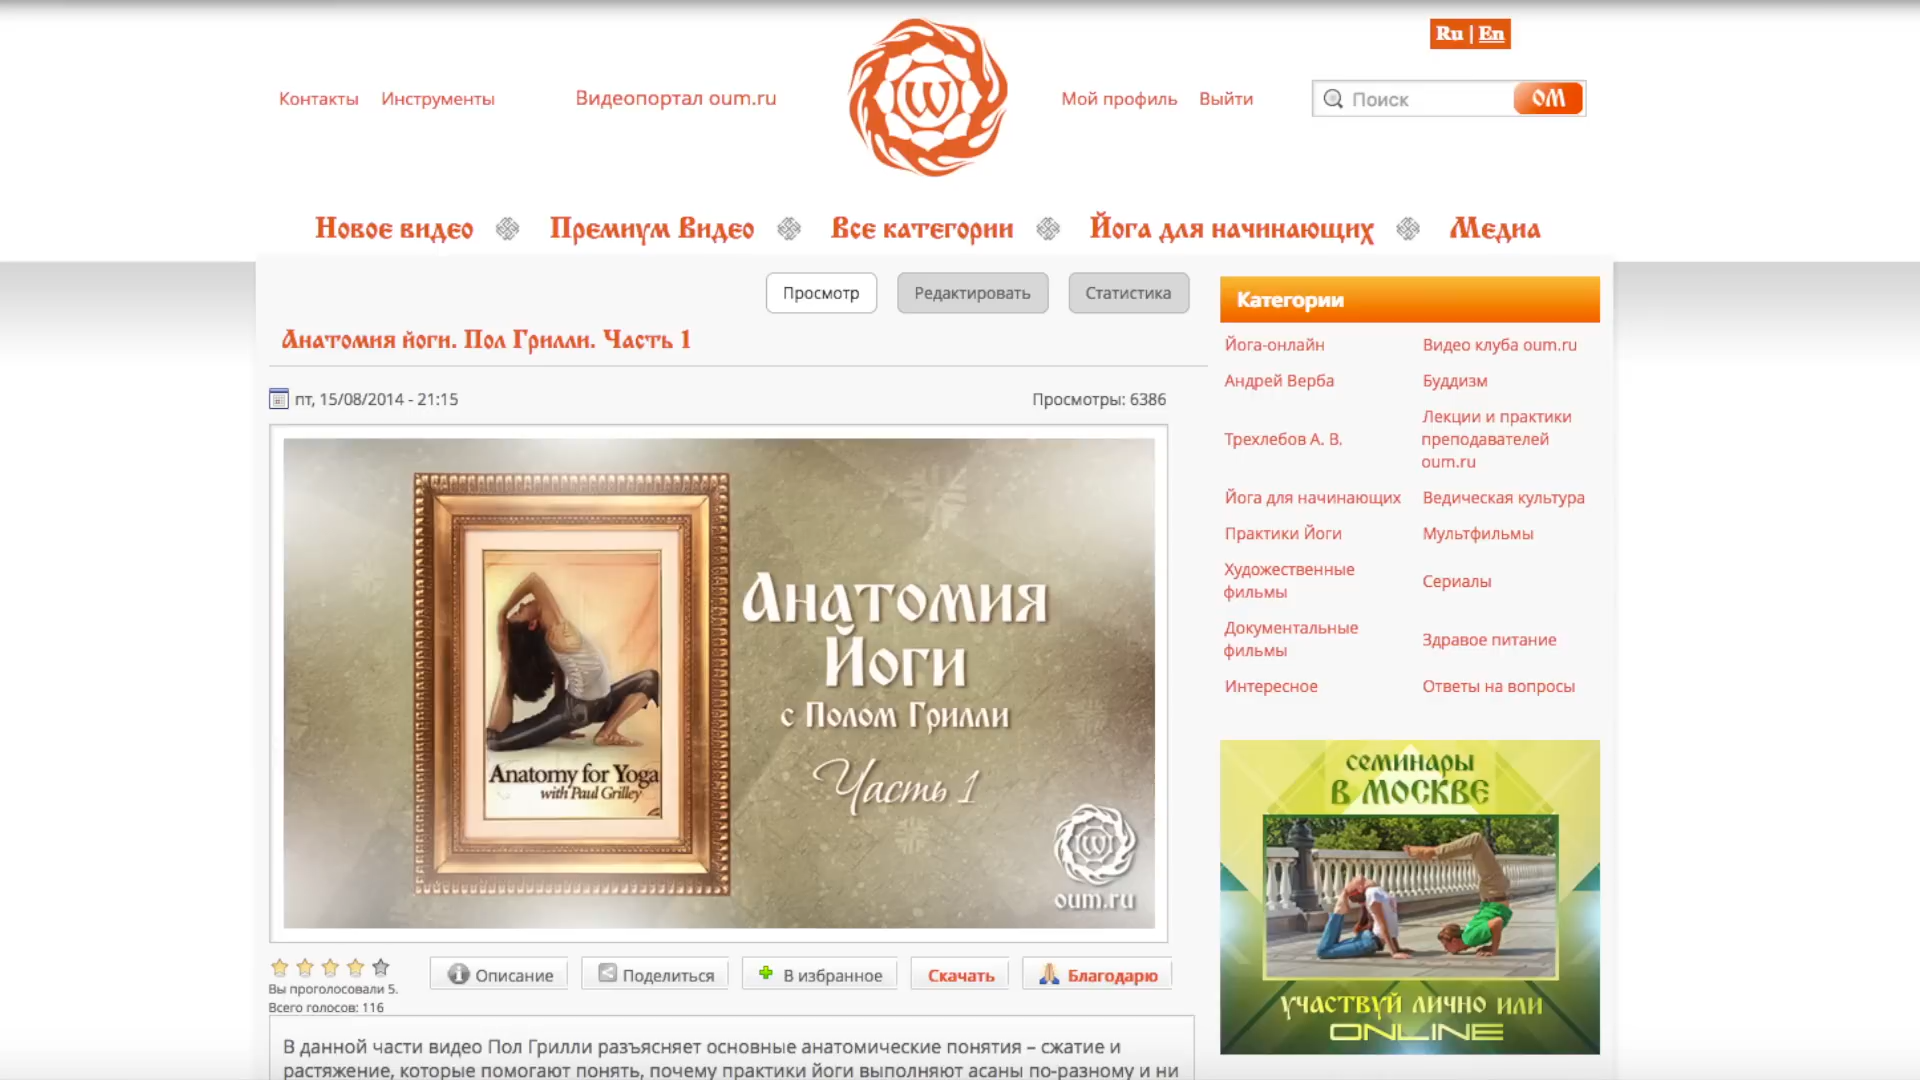 Ru | En
Контакты
Инструменты
Видеопортал oum.ru
Мой профиль
Выйти
Поиск
ОМ
Новое видео
Премиум Видео
Все категории
Йога для начинающих
Медиа
Просмотр
Редактировать
Статистика
Анатомия йоги. Пол Грилли. Часть 1
пт, 15/08/2014 - 21:15
Просмотры: 6386
Anatomy for Yoga
with Paul Grilley
Анатомия
Йоги
с Полом Грилли
Часть 1
oum.ru
Вы проголосовали 5.
Всего голосов: 116
Описание
Поделиться
В избранное
Скачать
Благодарю
В данной части видео Пол Грилли разъясняет основные анатомические понятия – сжатие и
растяжение, которые помогают понять, почему практики йоги выполняют асаны по-разному и ни
Категории
Йога-онлайн
Видео клуба oum.ru
Андрей Верба
Буддизм
Трехлебов А. В.
Лекции и практики
преподавателей
oum.ru
Йога для начинающих
Ведическая культура
Практики Йоги
Мультфильмы
Художественные
фильмы
Сериалы
Документальные
фильмы
Здравое питание
Интересное
Ответы на вопросы
семинары
в Москве
участвуй лично или
ONLINE